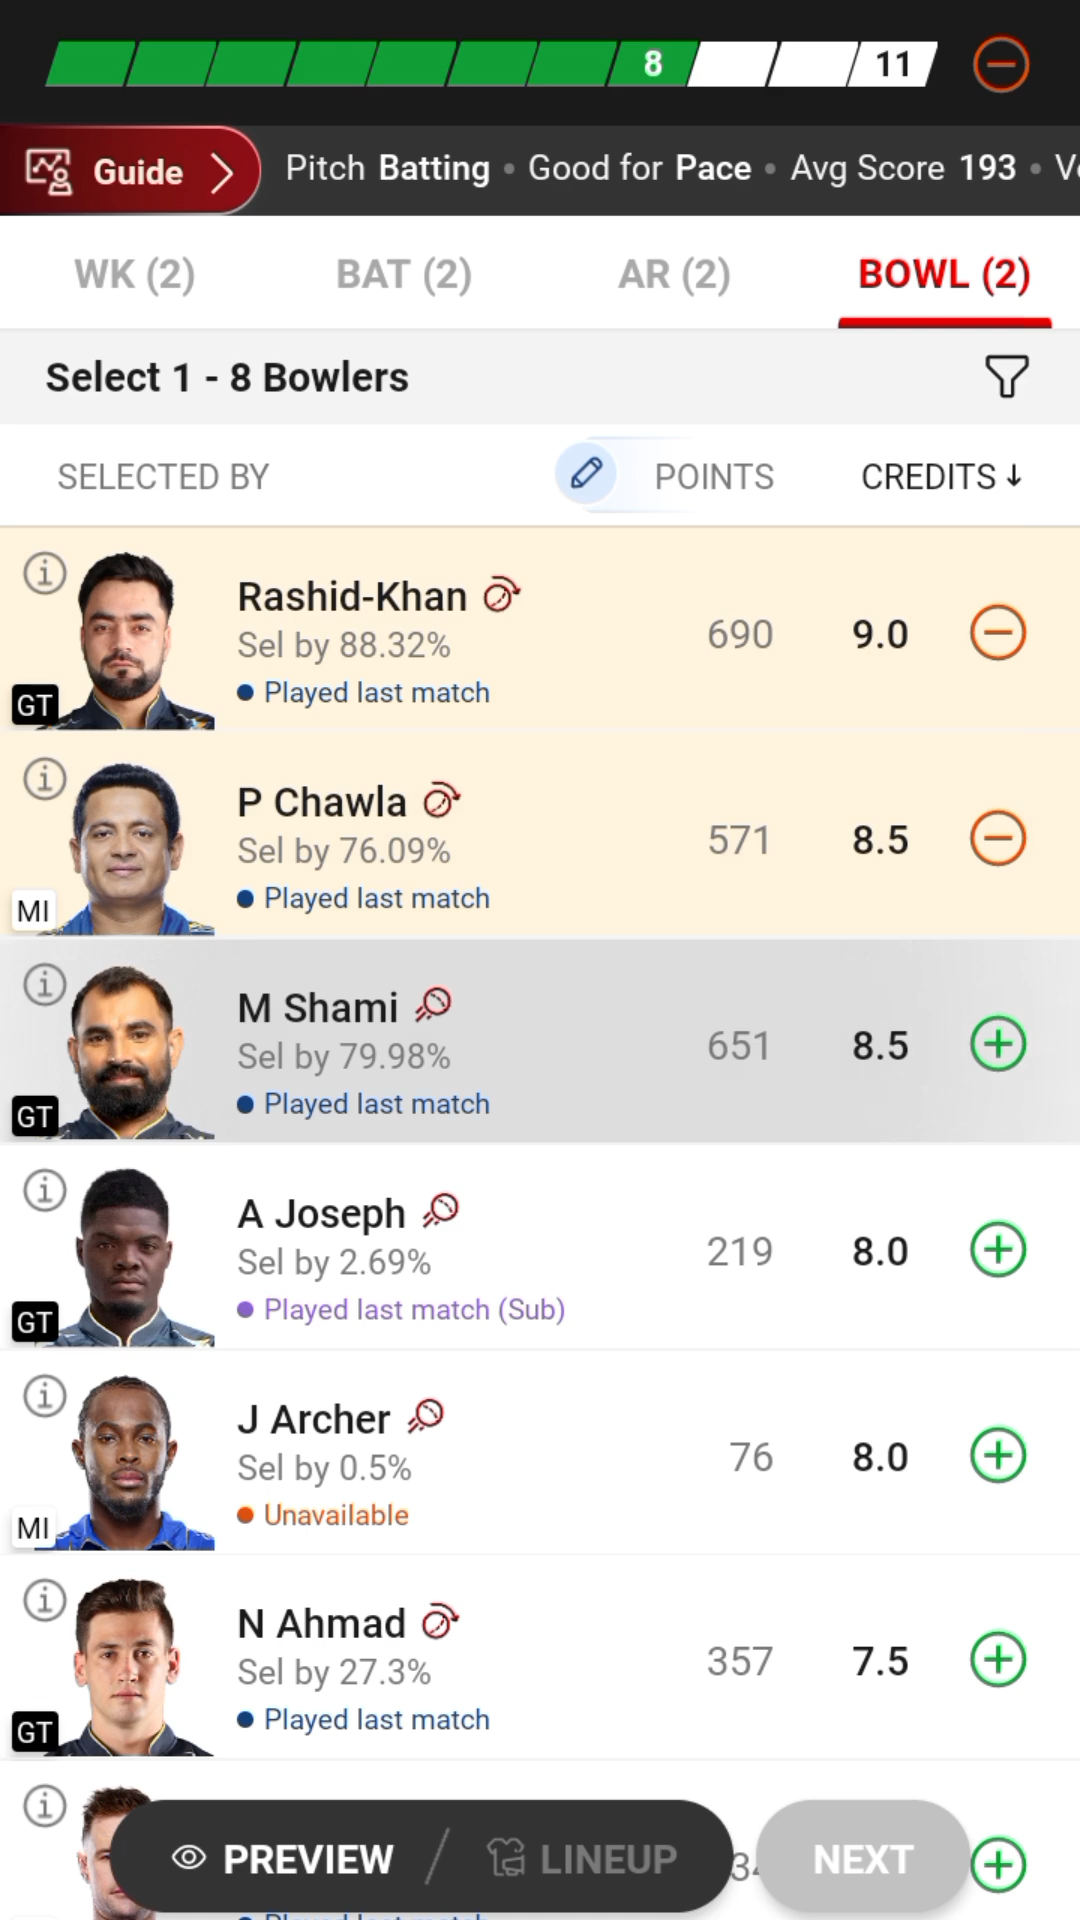 8 11
Guide Pitch Batting • Good for Pace • Avg Score 193 •
WK (2) BAT (2) AR (2) BOWL (2)
Select 1 - 8 Bowlers
SELECTED BY POINTS CREDITS ↓
Rashid-Khan
Sel by 88.32% 690 9.0
Played last match
GT
P Chawla
Sel by 76.09% 571 8.5
Played last match
MI
M Shami
Sel by 79.98% 651 8.5
Played last match
GT
A Joseph
Sel by 2.69% 219 8.0
Played last match (Sub)
GT
J Archer
Sel by 0.5% 76 8.0
Unavailable
MI
N Ahmad
Sel by 27.3% 357 7.5
Played last match
GT
PREVIEW / LINEUP NEXT